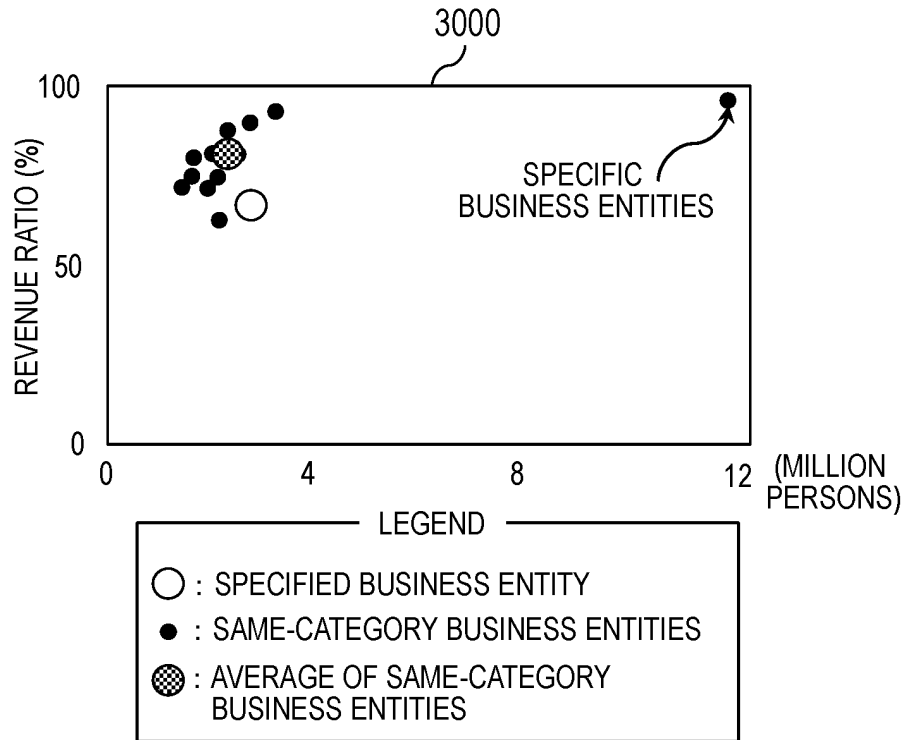 3000
100
50
0
REVENUE RATIO (%)
SPECIFIC
BUSINESS ENTITIES
0 4 8 12 (MILLION
PERSONS)
LEGEND
: SPECIFIED BUSINESS ENTITY
: SAME-CATEGORY BUSINESS ENTITIES
: AVERAGE OF SAME-CATEGORY
BUSINESS ENTITIES